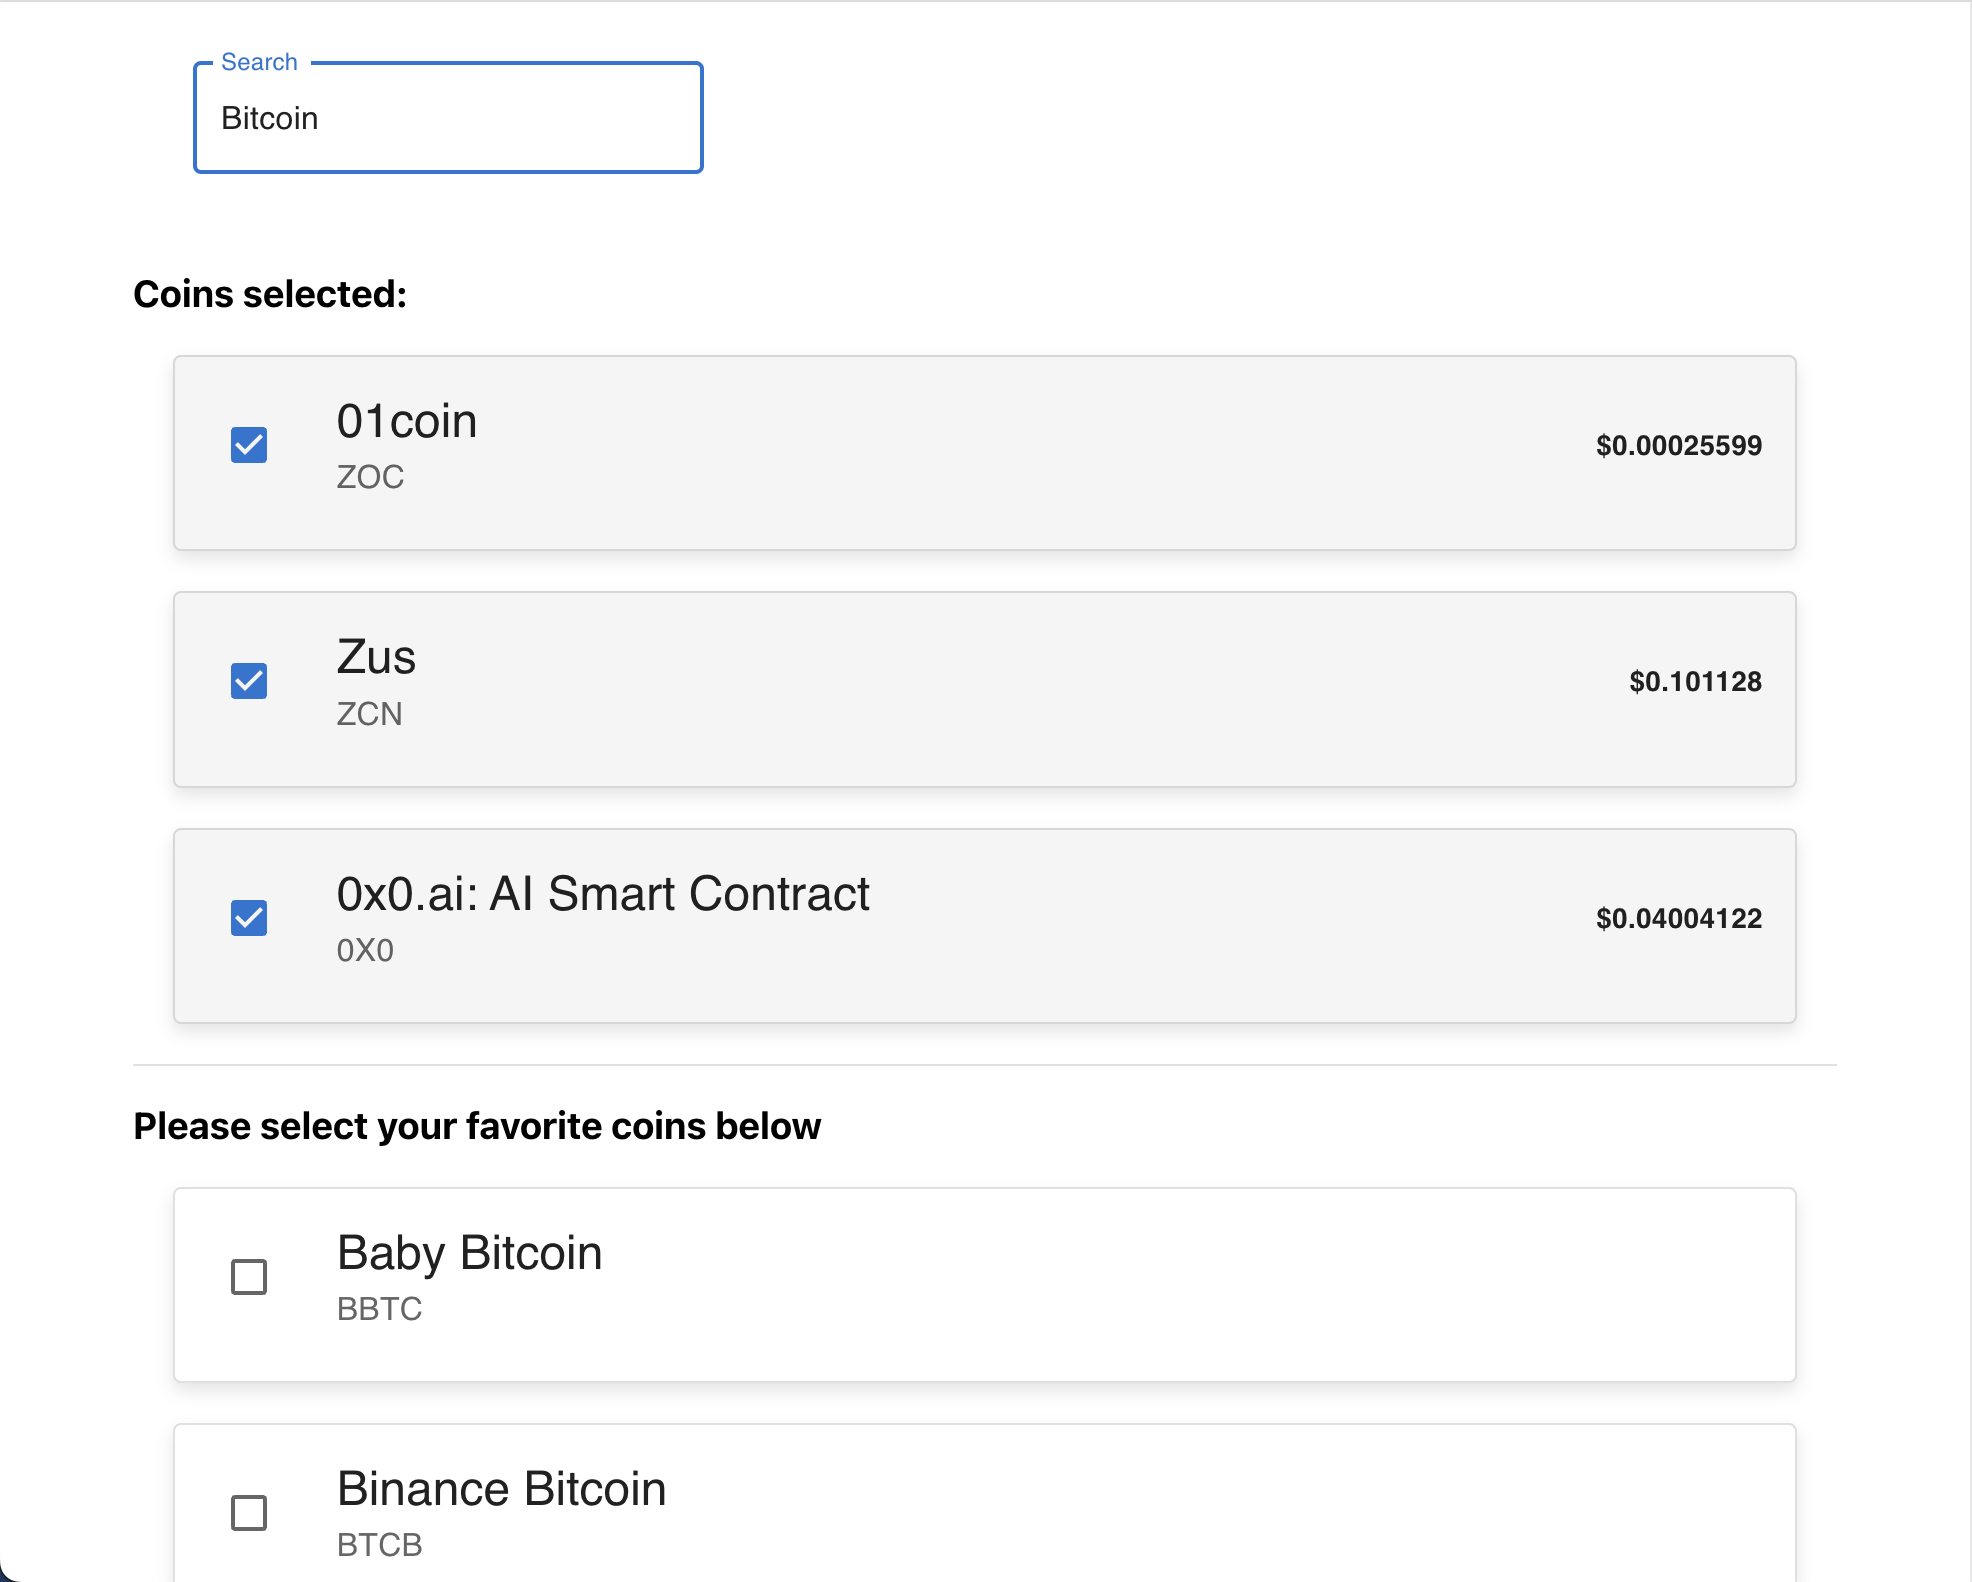 Search
Bitcoin
Coins selected:
01coin
ZOC
$0.00025599
Zus
ZCN
$0.101128
0x0.ai: AI Smart Contract
0X0
$0.04004122
Please select your favorite coins below
Baby Bitcoin
BBTC
Binance Bitcoin
BTCB